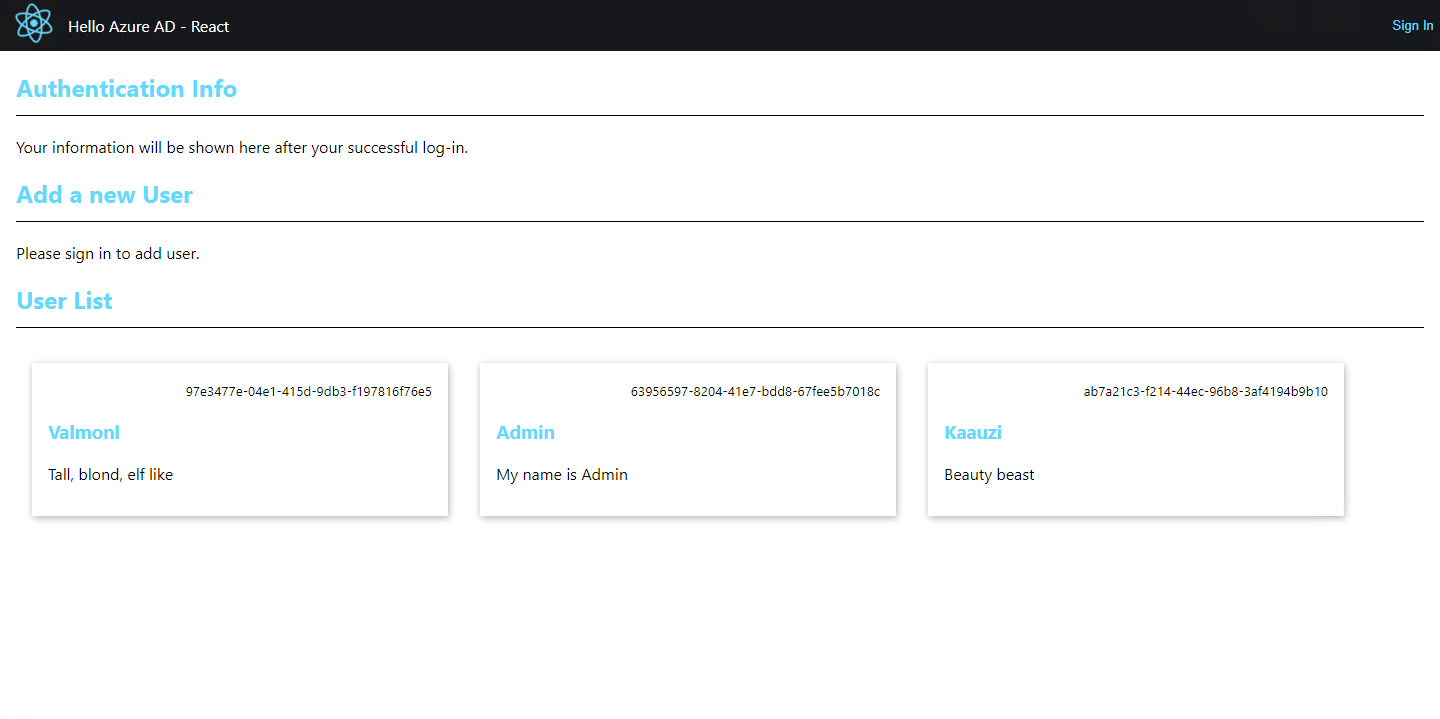 Hello Azure AD - React
Sign In
Authentication Info
Your information will be shown here after your successful log-in.
Add a new User
Please sign in to add user.
User List
97e3477e-04e1-415d-9db3-f197816f76e5
Valmonl
Tall, blond, elf like
63956597-8204-41e7-bdd8-67fee5b7018c
Admin
My name is Admin
ab7a21c3-f214-44ec-96b8-3af4194b9b10
Kaauzi
Beauty beast